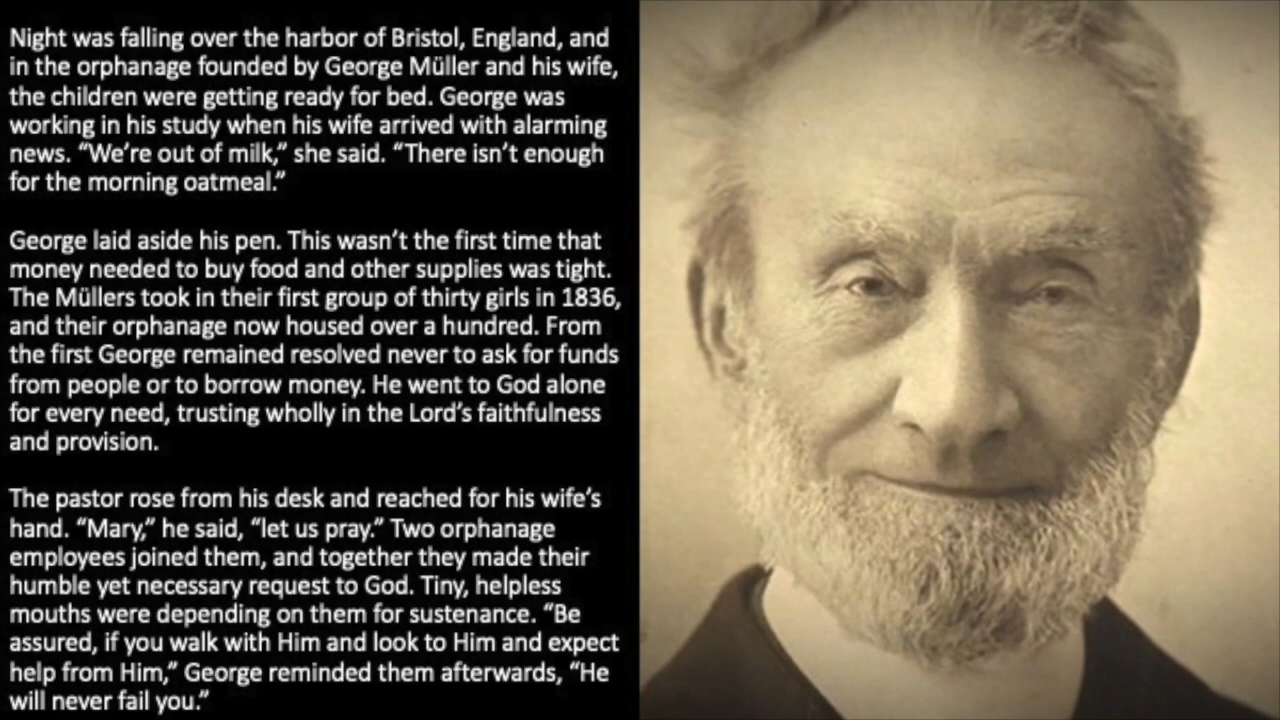 Night was falling over the harbor of Bristol, England, and
in the orphanage founded by George Müller and his wife,
the children were getting ready for bed. George was
working in his study when his wife arrived with alarming
news. “We’re out of milk,” she said. “There isn’t enough
for the morning oatmeal.”
George laid aside his pen. This wasn’t the first time that
money needed to buy food and other supplies was tight.
The Müllers took in their first group of thirty girls in 1836,
and their orphanage now housed over a hundred. From
the first George remained resolved never to ask for funds
from people or to borrow money. He went to God alone
for every need, trusting wholly in the Lord’s faithfulness
and provision.
The pastor rose from his desk and reached for his wife’s
hand. “Mary,” he said, “let us pray.” Two orphanage
employees joined them, and together they made their
humble yet necessary request to God. Tiny, helpless
mouths were depending on them for sustenance. “Be
assured, if you walk with Him and look to Him and expect
help from Him,” George reminded them afterwards, “He
will never fail you.”